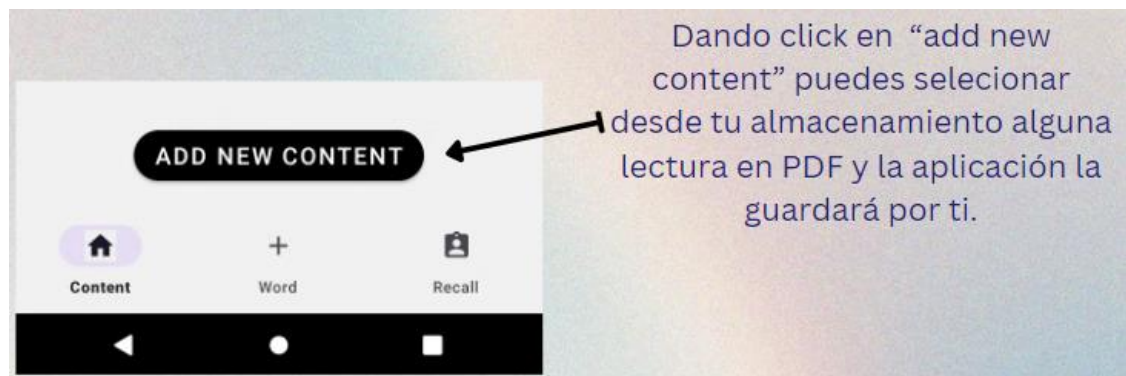 Dando click en “add new
content” puedes selecionar
desde tu almacenamiento alguna
lectura en PDF y la aplicación la
guardará por ti.
ADD NEW CONTENT
Content
Word
Recall